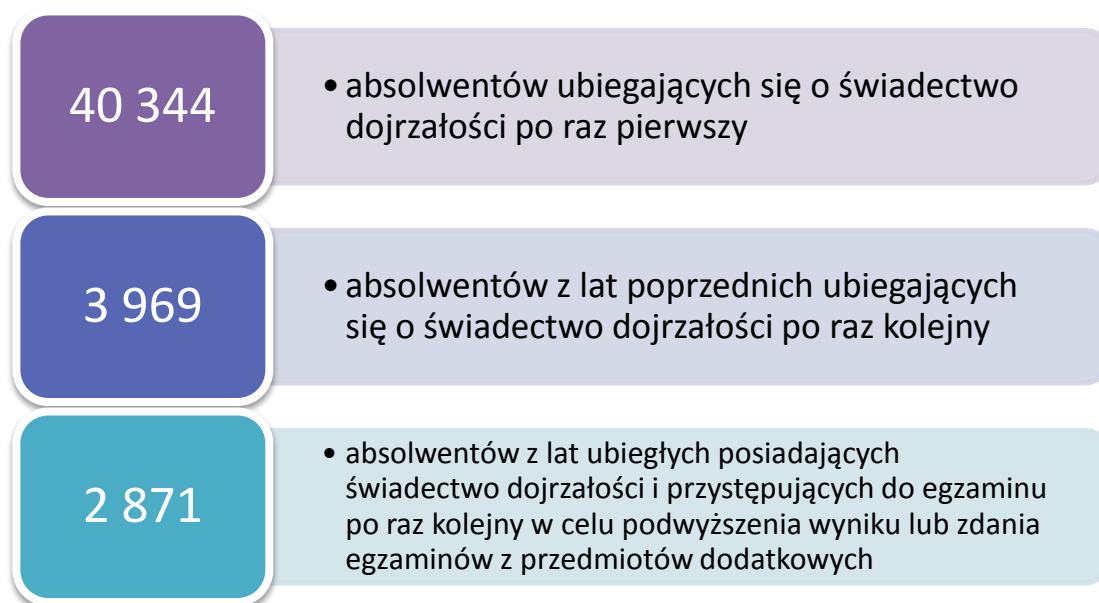 40 344
• absolwentów ubiegających się o świadectwo
dojrzałości po raz pierwszy
3 969
• absolwentów z lat poprzednich ubiegających
się o świadectwo dojrzałości po raz kolejny
2 871
• absolwentów z lat ubiegłych posiadających
świadectwo dojrzałości i przystępujących do egzaminu
po raz kolejny w celu podwyższenia wyniku lub zdania
egzaminów z przedmiotów dodatkowych